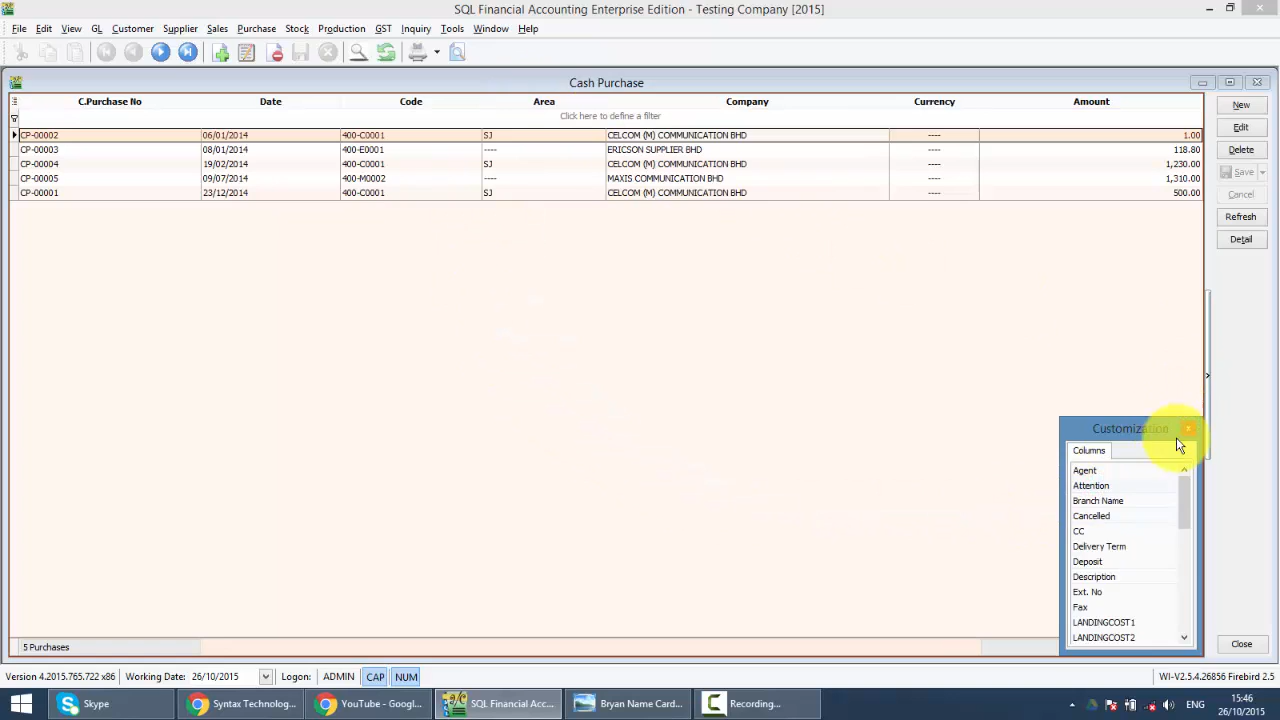 SQL Financial Accounting Enterprise Edition - Testing Company [2015]
File Edit View GL Customer Supplier Sales Purchase Stock Production GST Inquiry Tools Window Help
Cash Purchase
C.Purchase No Date Code Area Company Currency Amount
Click here to define a filter
CP-00002 06/01/2014 400-C0001 SJ CELCOM (M) COMMUNICATION BHD ---- 1.00
CP-00003 08/01/2014 400-E0001 ---- ERICSON SUPPLIER BHD ---- 118.80
CP-00004 19/02/2014 400-C0001 SJ CELCOM (M) COMMUNICATION BHD ---- 1,230.00
CP-00005 09/07/2014 400-M0002 ---- MAXIS COMMUNICATION BHD ---- 1,310.00
CP-00001 23/12/2014 400-C0001 SJ CELCOM (M) COMMUNICATION BHD ---- 500.00
New
Edit
Delete
Save
Cancel
Refresh
Detail
Customization
Columns
Agent
Attention
Branch Name
Cancelled
CC
Delivery Term
Deposit
Description
Ext. No
Fax
LANDINGCOST1
LANDINGCOST2
5 Purchases
Close
Version 4.2015.765.722 x86 Working Date: 26/10/2015 Logon: ADMIN CAP NUM WI-V2.5.4.26856 Firebird 2.5
Skype Syntax Technolog... YouTube - Googl... SQL Financial Acc... Bryan Name Card... Recording... ENG 15:46
26/10/2015